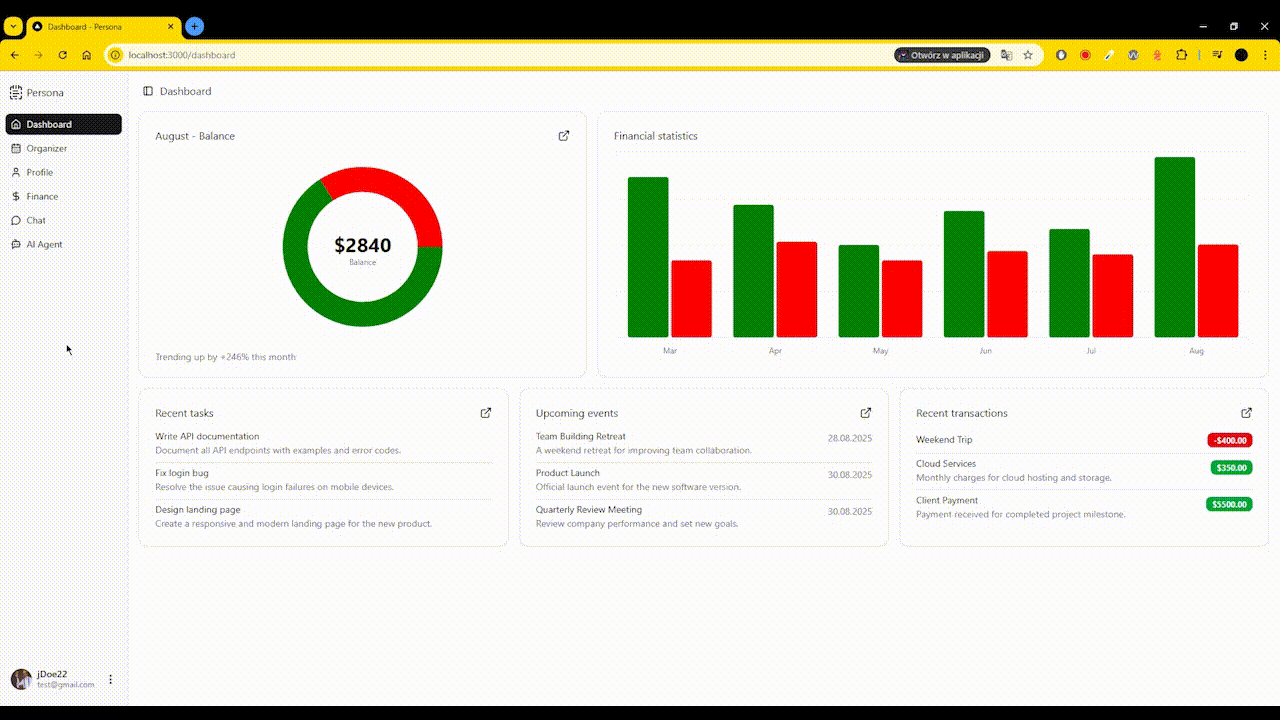 Dashboard - Persona
localhost:3000/dashboard
Otwórz w aplikacji
Persona
Dashboard
Organizer
Profile
Finance
Chat
AI Agent
jDoe22
test@gmail.com
Dashboard
August - Balance
$2840
Balance
Trending up by +246% this month
Financial statistics
Mar
Apr
May
Jun
Jul
Aug
Recent tasks
Write API documentation
Document all API endpoints with examples and error codes.
Fix login bug
Resolve the issue causing login failures on mobile devices.
Design landing page
Create a responsive and modern landing page for the new product.
Upcoming events
Team Building Retreat
28.08.2025
A weekend retreat for improving team collaboration.
Product Launch
30.08.2025
Official launch event for the new software version.
Quarterly Review Meeting
30.08.2025
Review company performance and set new goals.
Recent transactions
Weekend Trip
-$400.00
Cloud Services
$350.00
Monthly charges for cloud hosting and storage.
Client Payment
$5500.00
Payment received for completed project milestone.